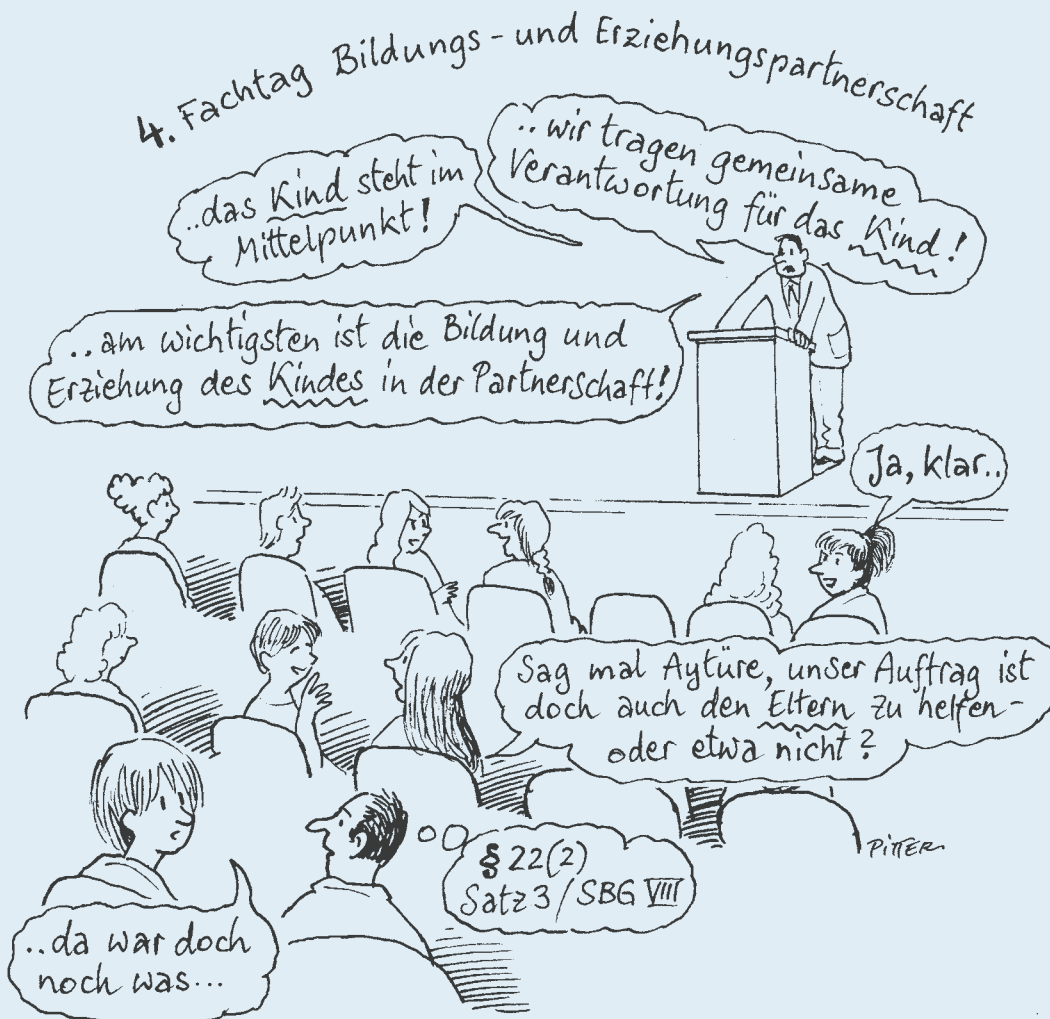 4. Fachtag Bildungs- und Erziehungspartnerschaft
..das Kind steht im
Mittelpunkt!
..wir tragen gemeinsame
Verantwortung für das Kind!
..am wichtigsten ist die Bildung und
Erziehung des Kindes in der Partnerschaft!
Ja, klar..
Sag mal Aytüre, unser Auftrag ist
doch auch den Eltern zu helfen-
oder etwa nicht?
§ 22(2)
Satz 3/SBG VIII
..da war doch
noch was...
PiTTER